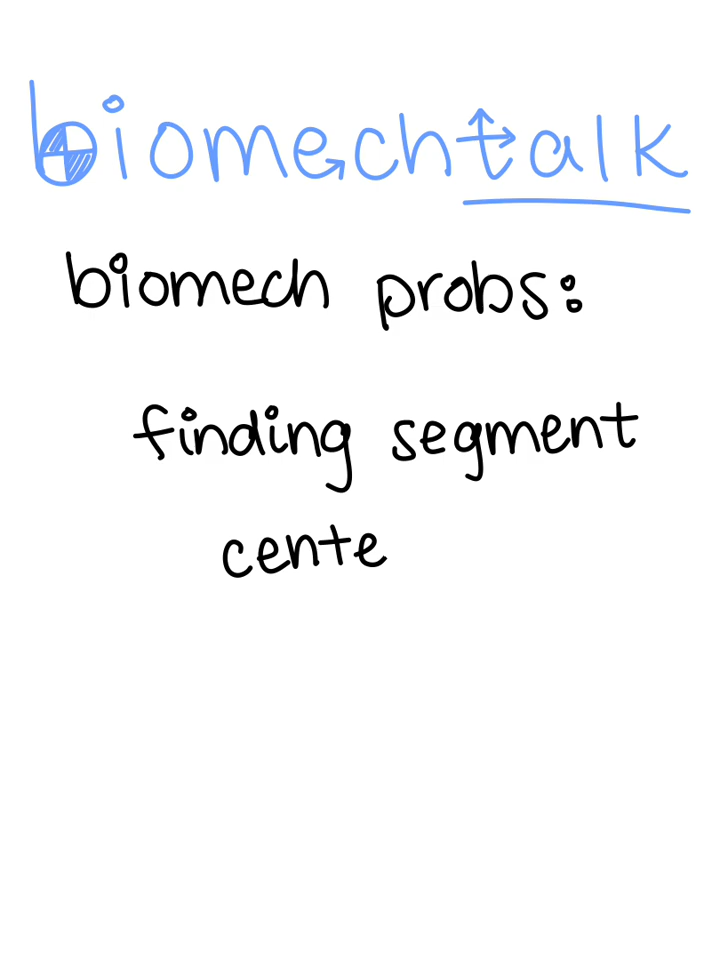 biomechtalk
biomech probs:
finding segment
cente